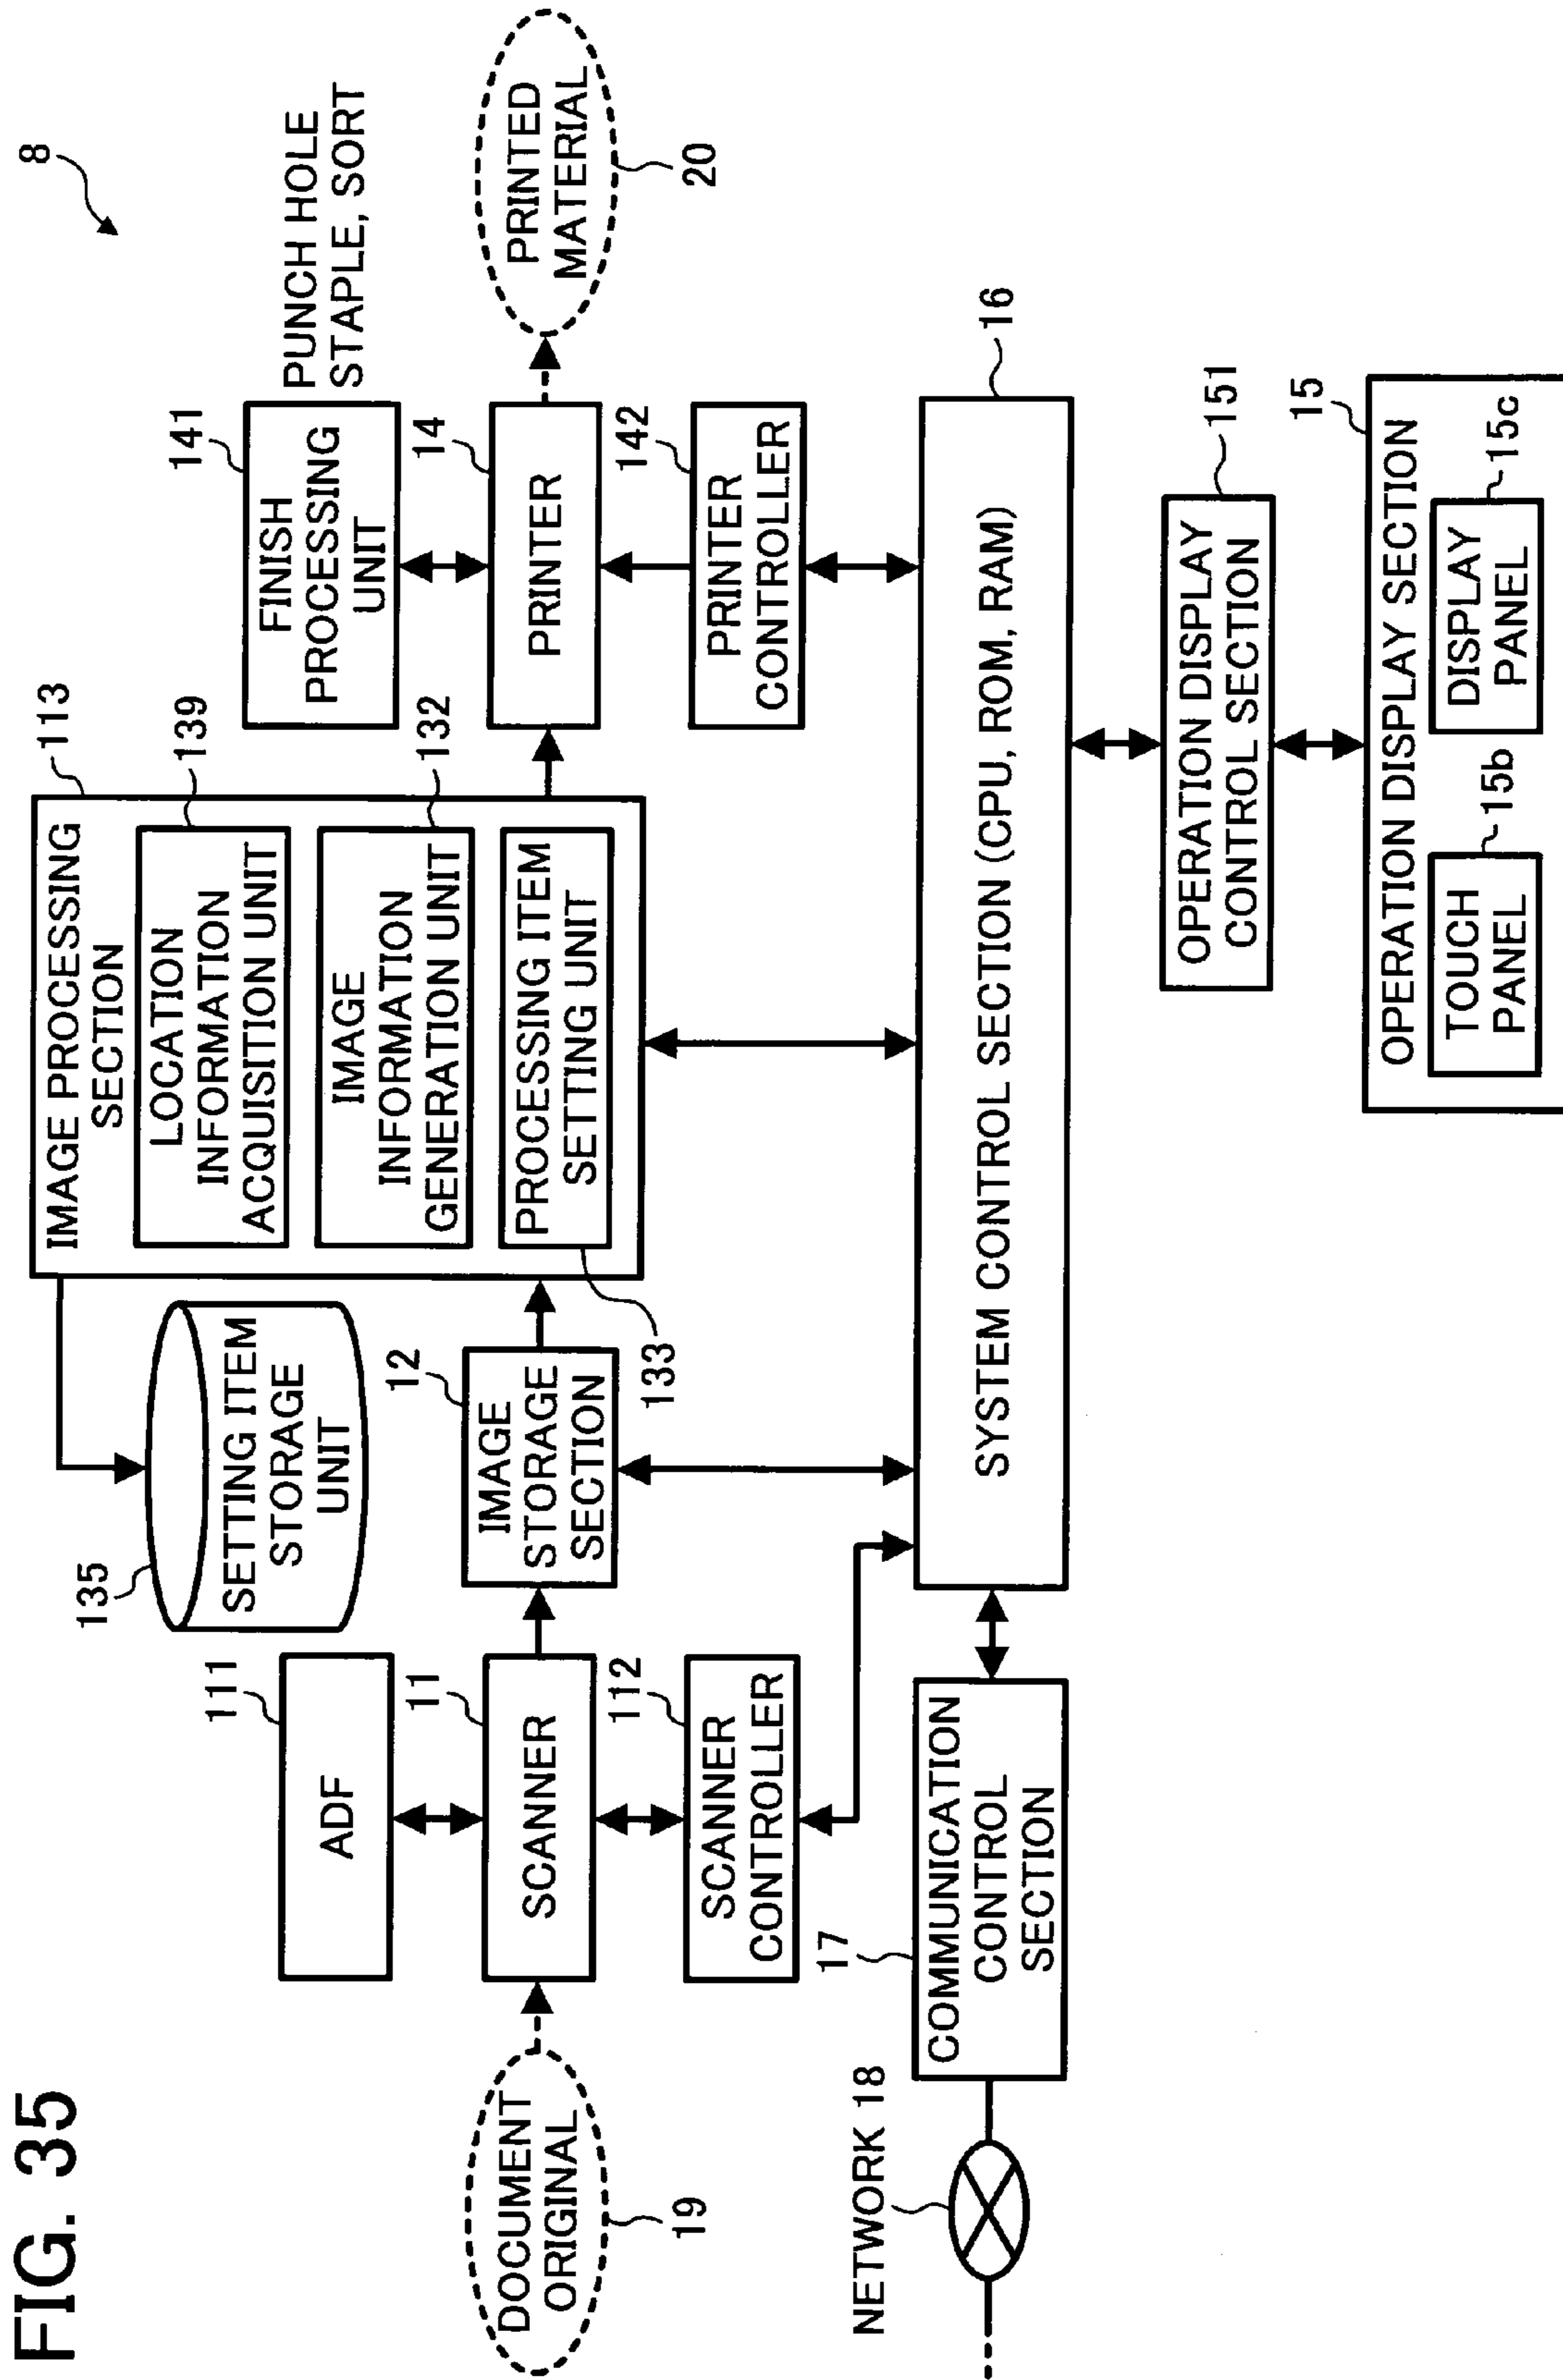 FIG. 35
8
111
ADF
11
SCANNER
112
SCANNER
CONTROLLER
DOCUMENT
ORIGINAL
19
135
SETTING ITEM
STORAGE
UNIT
12
IMAGE
STORAGE
SECTION
113
IMAGE PROCESSING
SECTION
139
LOCATION
INFORMATION
ACQUISITION UNIT
132
IMAGE
INFORMATION
GENERATION UNIT
PROCESSING ITEM
SETTING UNIT
133
141
FINISH
PROCESSING
UNIT
PUNCH HOLE
STAPLE, SORT
14
PRINTER
142
PRINTER
CONTROLLER
PRINTED
MATERIAL
20
NETWORK 18
17
COMMUNICATION
CONTROL
SECTION
16
SYSTEM CONTROL SECTION (CPU, ROM, RAM)
151
OPERATION DISPLAY
CONTROL SECTION
15
OPERATION DISPLAY SECTION
15b
TOUCH
PANEL
15c
DISPLAY
PANEL